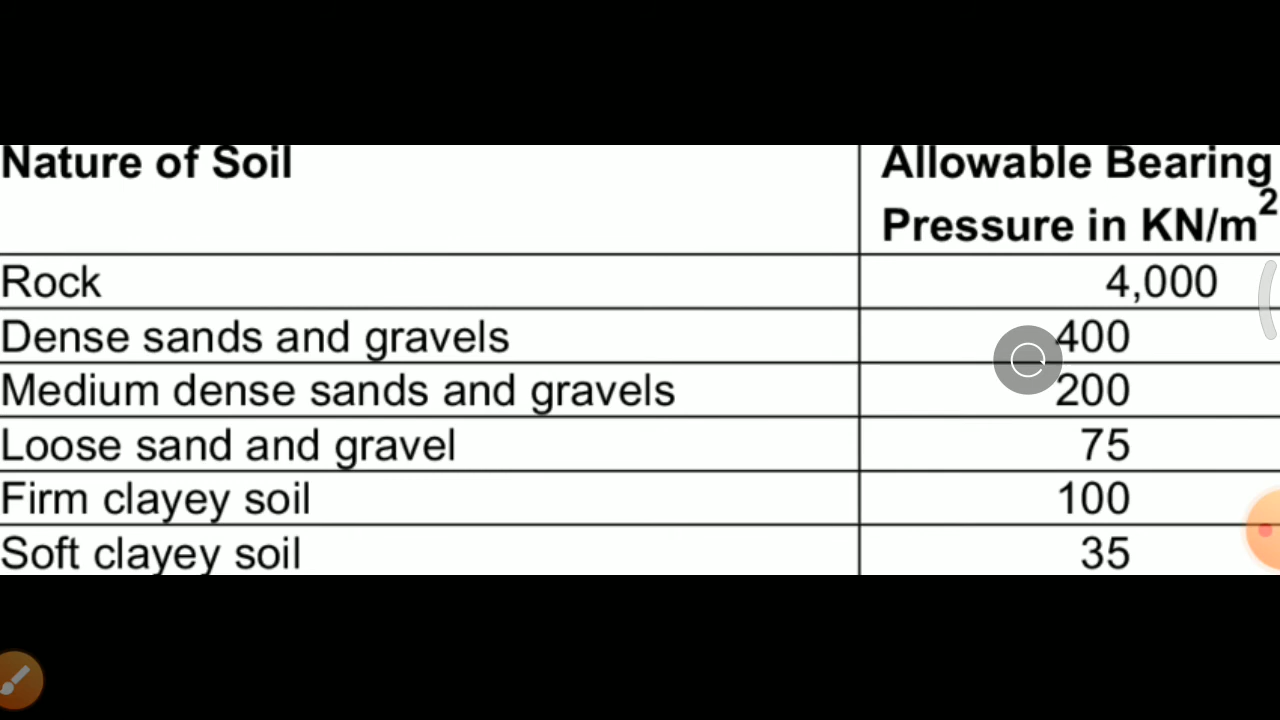 Nature of Soil
Allowable Bearing
Pressure in KN/m²
Rock 4,000
Dense sands and gravels 400
Medium dense sands and gravels 200
Loose sand and gravel 75
Firm clayey soil 100
Soft clayey soil 35